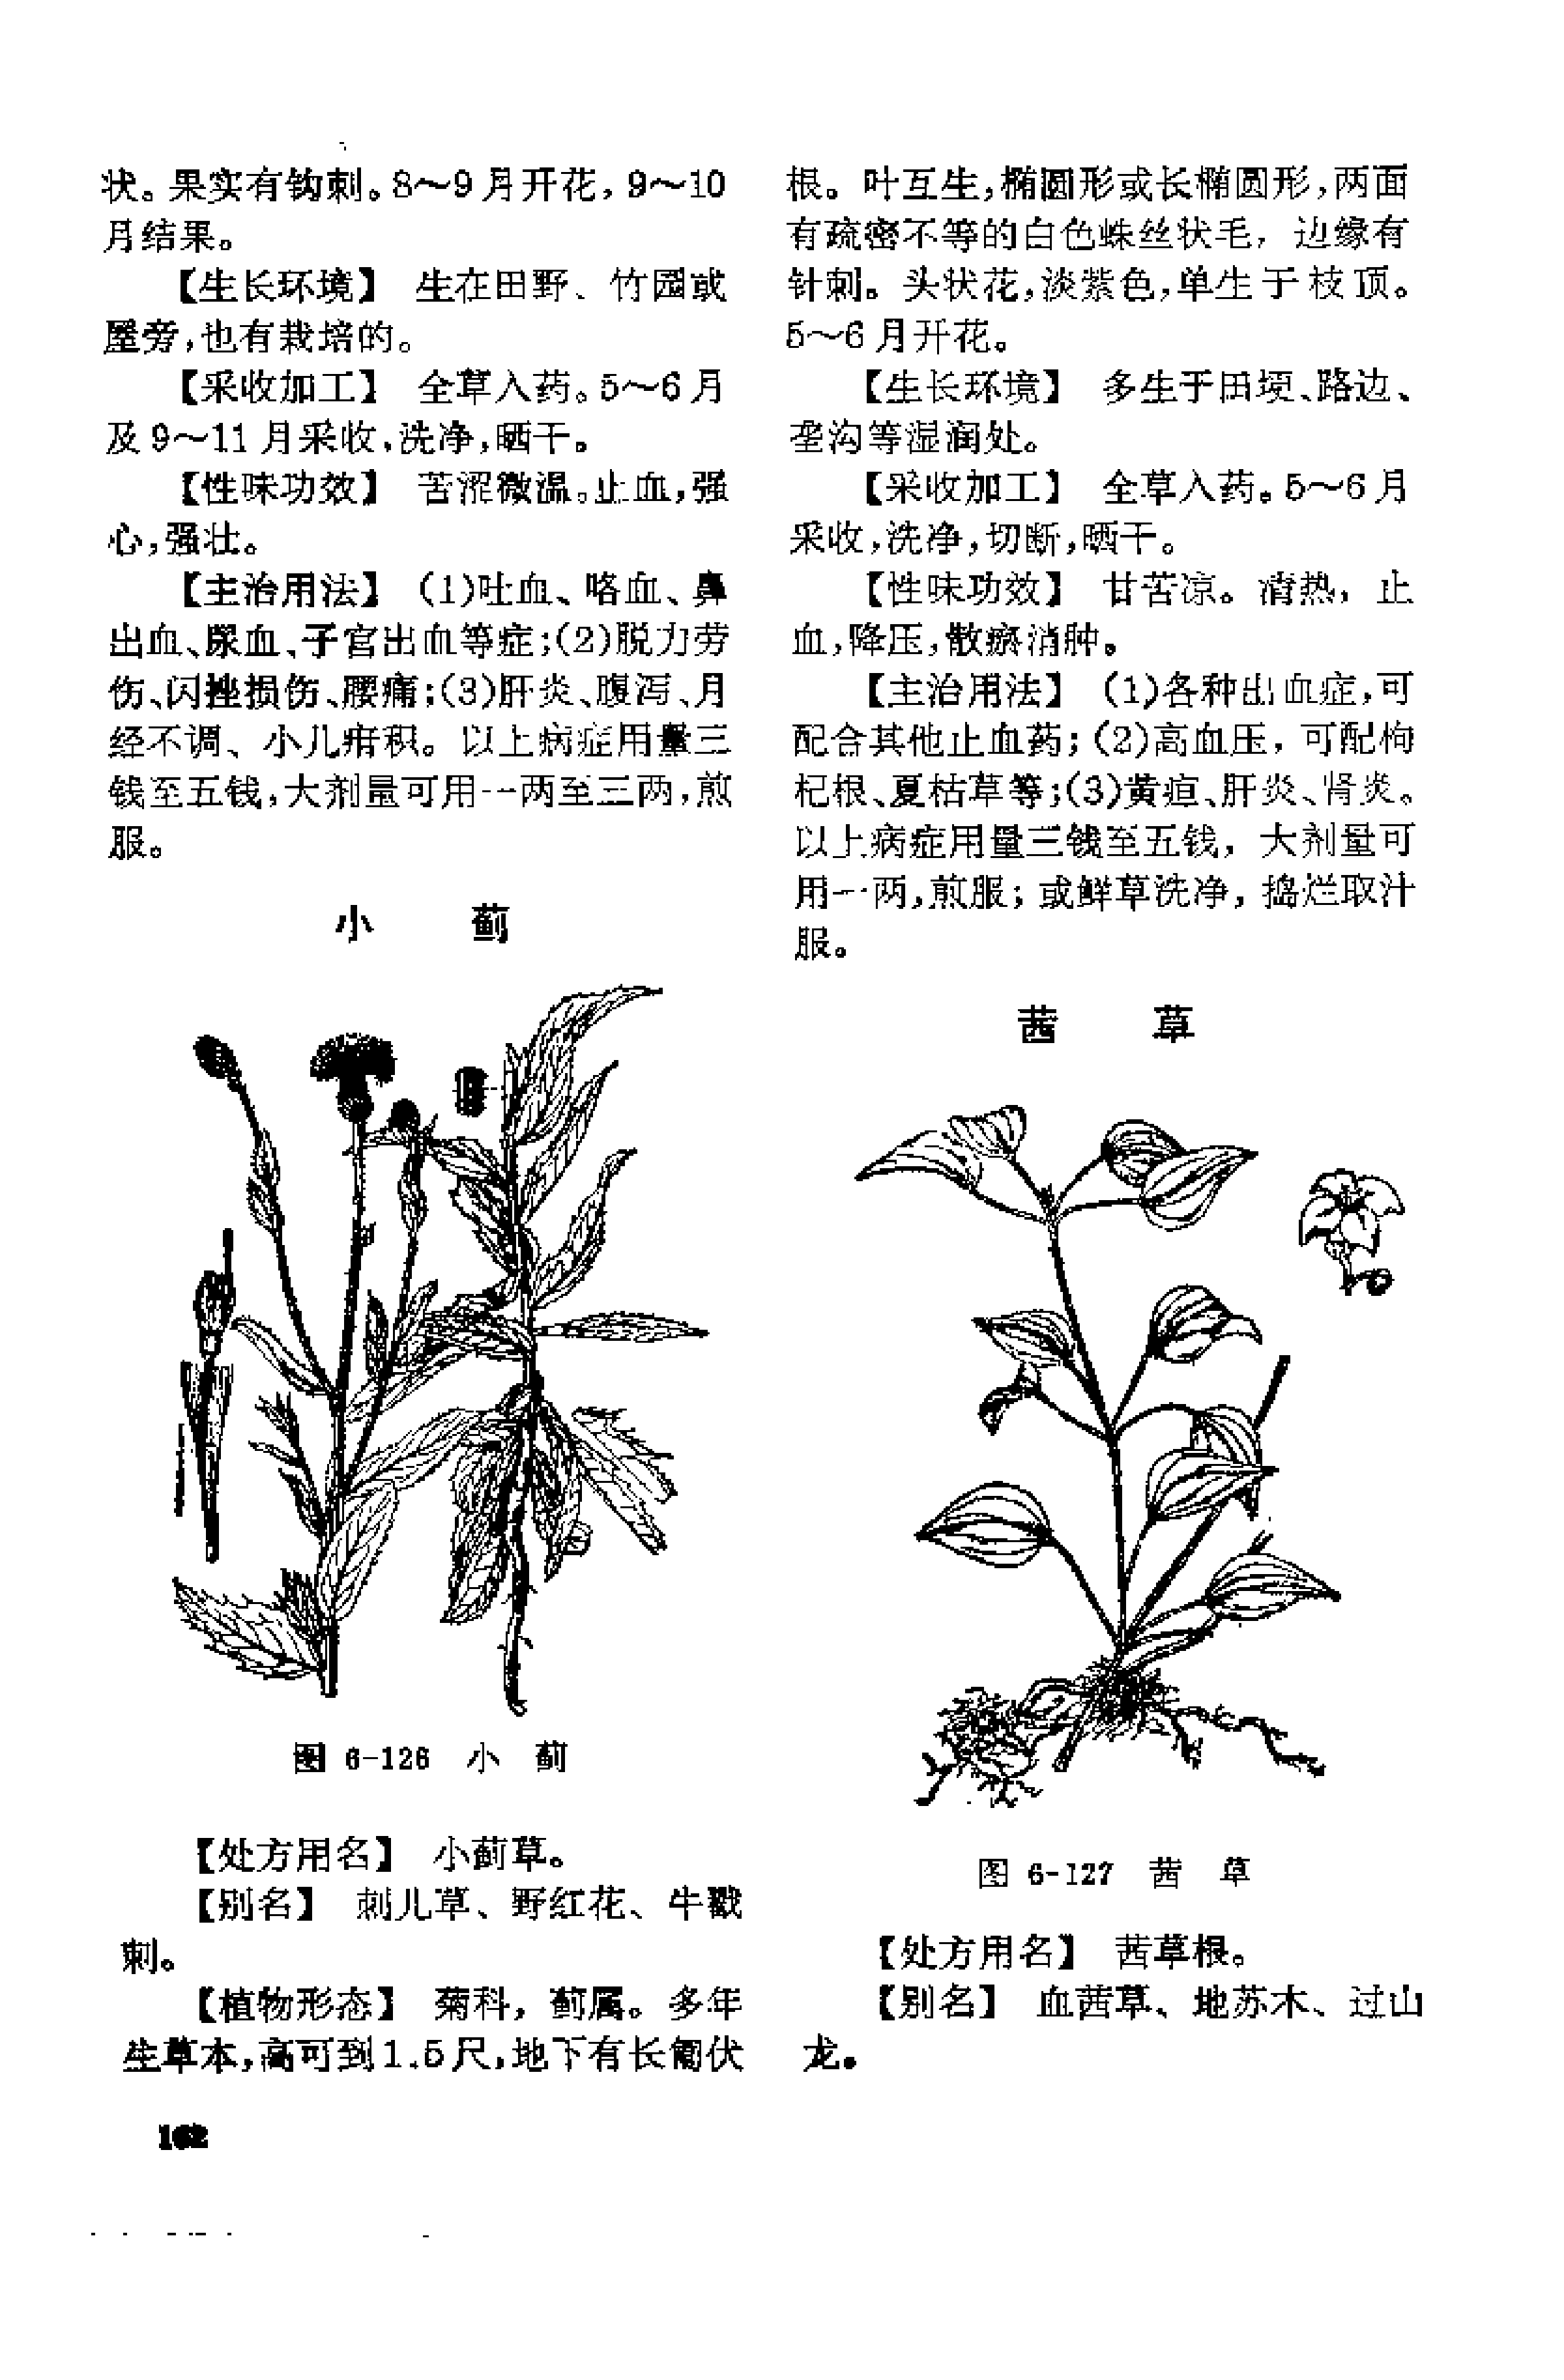 状。果实有钩刺。8～9月开花，9～10
月结果。
【生长环境】 生在田野、竹园或
屋旁，也有栽培的。
【采收加工】 全草入药。5～6月
及9～11月采收，洗净，晒干。
【性味功效】 苦涩微温。止血，强
心，强壮。
【主治用法】 (1)吐血、咯血、鼻
出血、尿血、子宫出血等症；(2)脱力劳
伤、闪挫损伤、腰痛；(3)肝炎、腹泻、月
经不调、小儿疳积。以上病症用量三
钱至五钱，大剂量可用一两至三两，煎
服。
小 蓟
图 6-126 小 蓟
【处方用名】 小蓟草。
【别名】 刺儿草、野红花、牛戳
刺。
【植物形态】 菊科，蓟属。多年
生草本，高可到1.5尺，地下有长匍伏
根。叶互生，椭圆形或长椭圆形，两面
有疏密不等的白色蛛丝状毛，边缘有
针刺。头状花，淡紫色，单生于枝顶。
5～6月开花。
【生长环境】 多生于田埂、路边、
垄沟等湿润处。
【采收加工】 全草入药。5～6月
采收，洗净，切断，晒干。
【性味功效】 甘苦凉。清热，止
血，降压，散瘀消肿。
【主治用法】 (1)各种出血症，可
配合其他止血药；(2)高血压，可配枸
杞根、夏枯草等；(3)黄疸、肝炎、肾炎。
以上病症用量三钱至五钱，大剂量可
用一两，煎服；或鲜草洗净，捣烂取汁
服。
茜 草
图 6-127 茜 草
【处方用名】 茜草根。
【别名】 血茜草、地苏木、过山
龙。
162